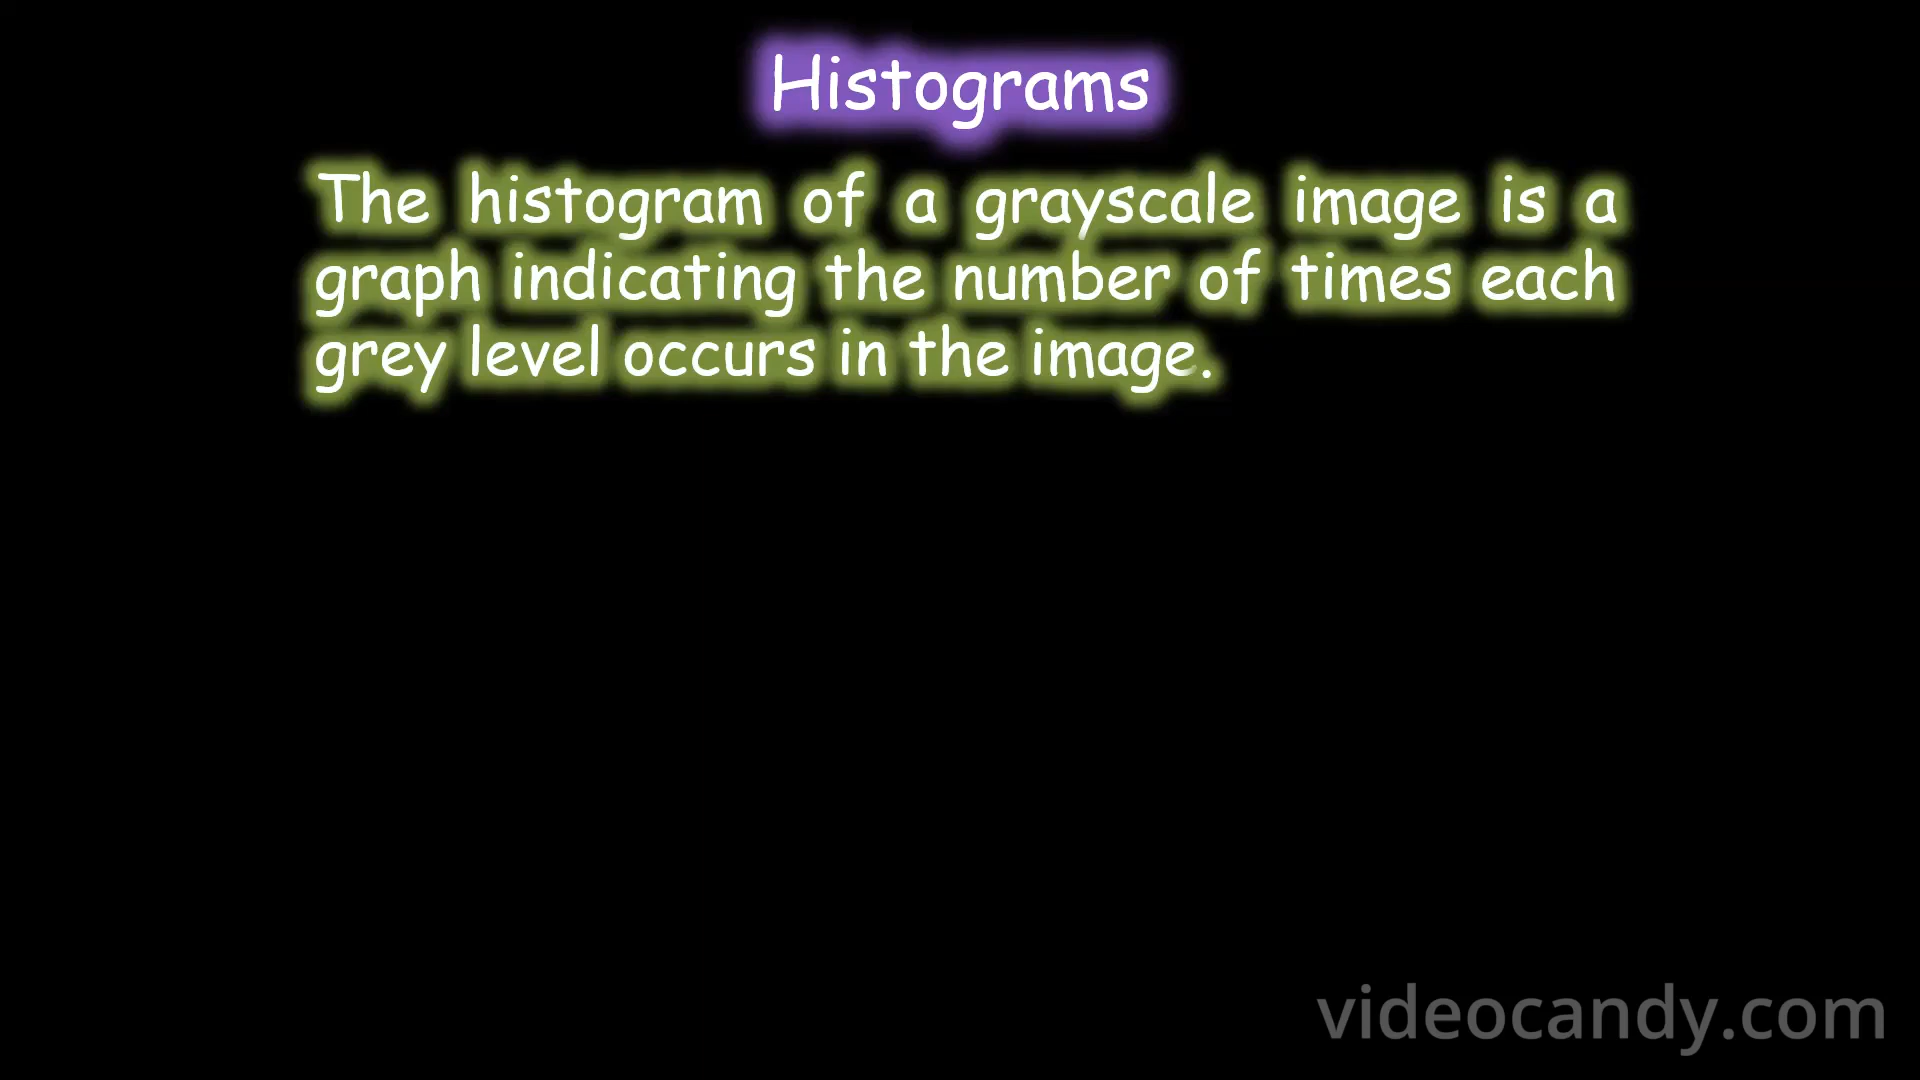 Histograms
The histogram of a grayscale image is a
graph indicating the number of times each
grey level occurs in the image.
videocandy.com